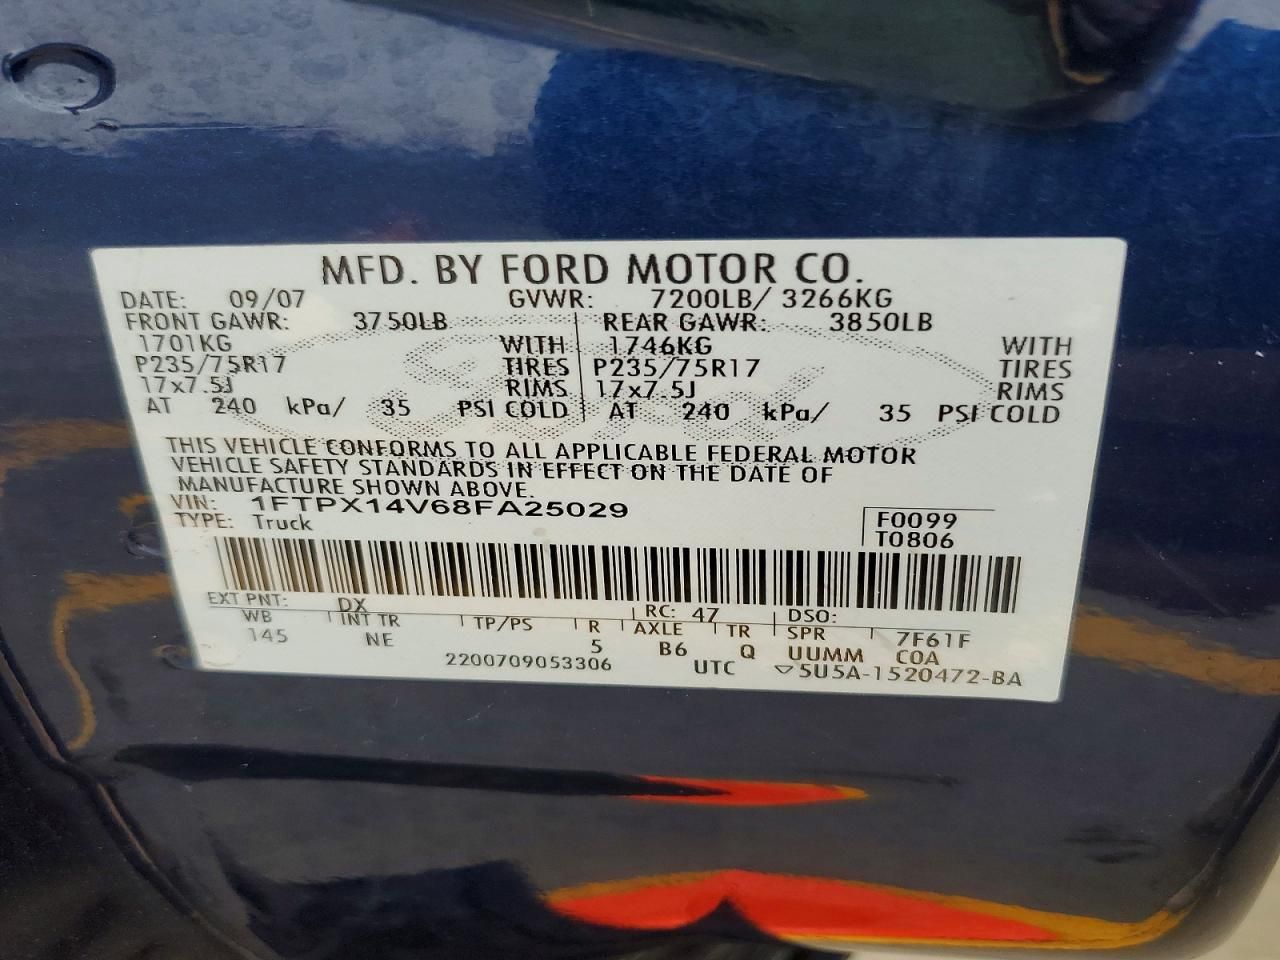 MFD. BY FORD MOTOR CO.
DATE: 09/07 GVWR: 7200LB/ 3266KG
FRONT GAWR: 3750LB REAR GAWR: 3850LB
1701KG WITH 1746KG WITH
P235/75R17 TIRES P235/75R17 TIRES
17x7.5J RIMS 17x7.5J RIMS
AT 240 kPa/ 35 PSI COLD AT 240 kPa/ 35 PSI COLD
THIS VEHICLE CONFORMS TO ALL APPLICABLE FEDERAL MOTOR
VEHICLE SAFETY STANDARDS IN EFFECT ON THE DATE OF
MANUFACTURE SHOWN ABOVE.
VIN: 1FTPX14V68FA25029
TYPE: Truck
F0099
T0806
EXT PNT: DX RC: 47 DSO:
WB INT TR TP/PS R AXLE TR SPR 7F61F
145 NE 5 B6 Q UUMM COA
2200709053306 UTC ▽5U5A-1520472-BA